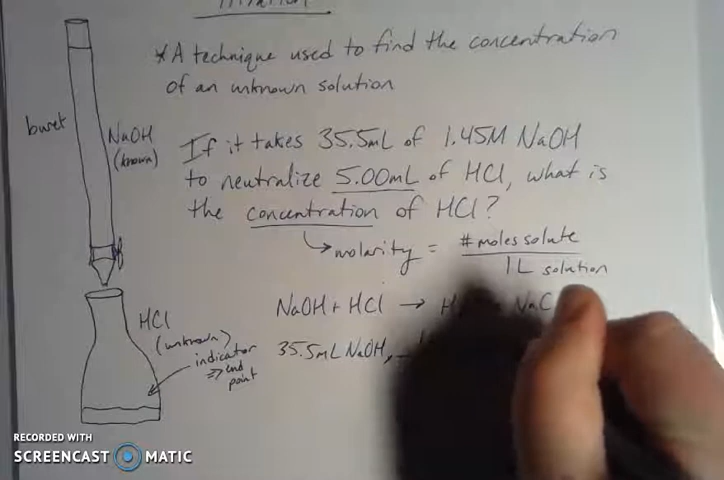 Titration
* A technique used to find the concentration
of an unknown solution
buret
NaOH
(known)
If it takes 35.5mL of 1.45M NaOH
to neutralize 5.00mL of HCl, what is
the concentration of HCl?
molarity = # moles solute
1L solution
NaOH + HCl → H
NaC
35.5mL NaOH,
HCl
(unknown)
indicator
⇒ end
point
RECORDED WITH
SCREENCAST MATIC